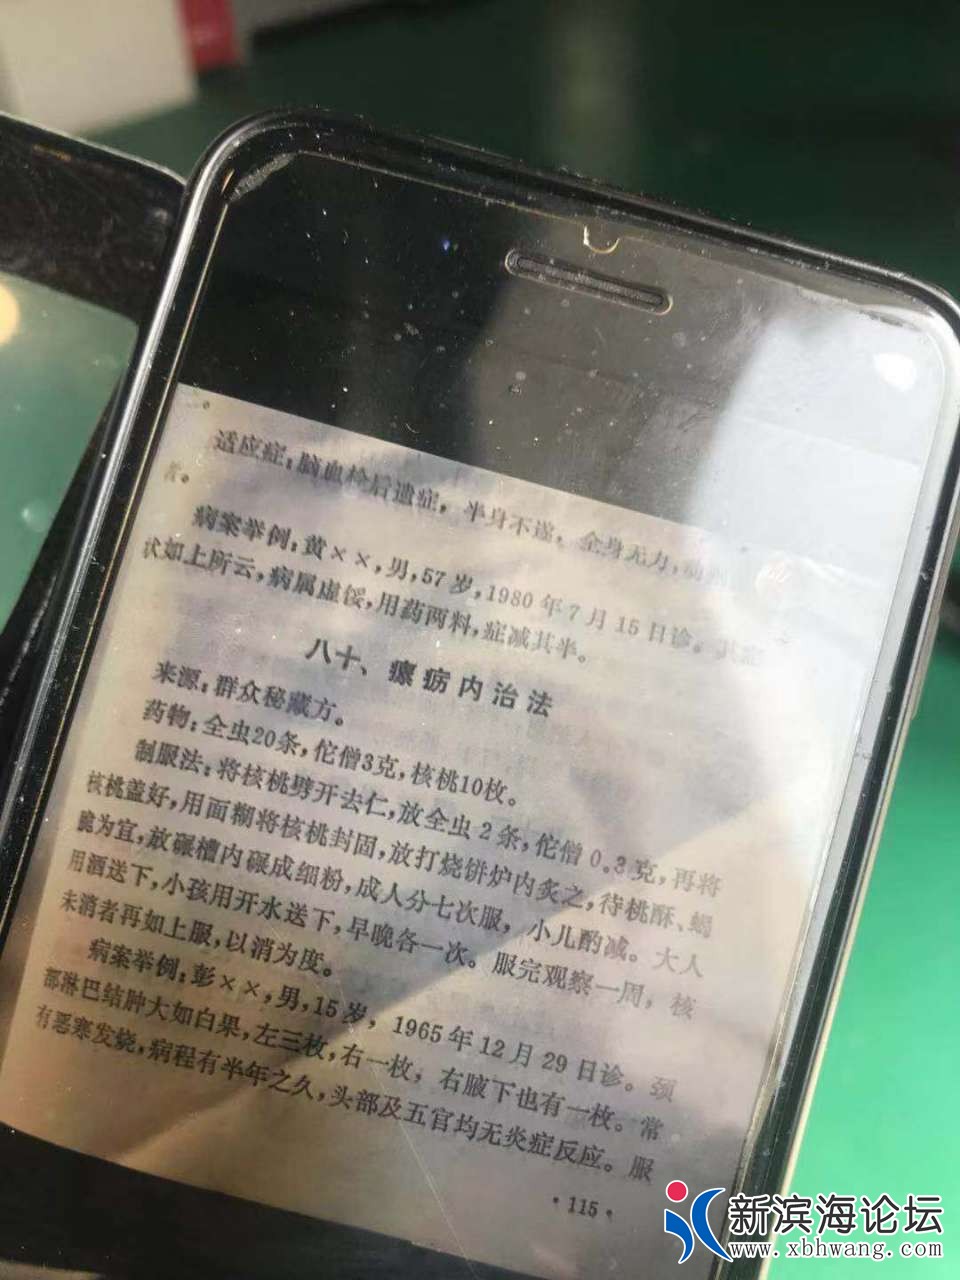 适应症：脑血栓后遗症，半身不遂，全身无力，
病案举例：黄××，男，57岁，1980年7月15日诊。
状如上所云，病属虚馁，用药两料，症减其半。
八十、瘰疬内治法
来源：群众秘藏方。
药物：全虫20条，佗僧3克，核桃10枚。
制服法：将核桃劈开去仁，放全虫2条，佗僧0.3克，再将
核桃盖好，用面糊将核桃封固，放打烧饼炉内炙之，待桃酥、蝎
脆为宜，放碾槽内碾成细粉，成人分七次服，小儿酌减。大人
用酒送下，小孩用开水送下，早晚各一次。服完观察一周，核
未消者再如上服，以消为度。
病案举例：彭××，男，15岁，1965年12月29日诊。颈
部淋巴结肿大如白果，左三枚，右一枚，右腋下也有一枚。常
有恶寒发烧，病程有半年之久，头部及五官均无炎症反应。服
·115·
新滨海论坛
www.xbhwang.com